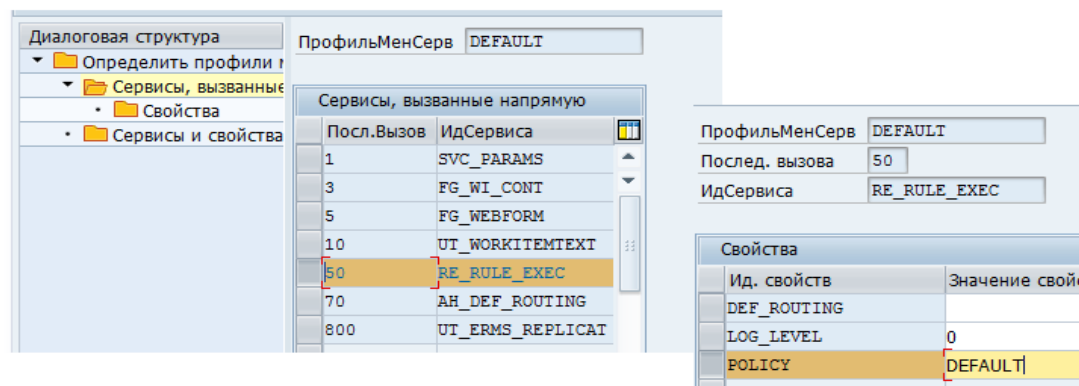 Диалоговая структура
Определить профили
Сервисы, вызванные
Свойства
Сервисы и свойства
ПрофильМенСерв DEFAULT
Сервисы, вызванные напрямую
Посл.Вызов ИдСервиса
1 SVC_PARAMS
3 FG_WI_CONT
5 FG_WEBFORM
10 UT_WORKITEMTEXT
50 RE_RULE_EXEC
70 AH_DEF_ROUTING
800 UT_ERMS_REPLICAT
ПрофильМенСерв DEFAULT
Послед. вызова 50
ИдСервиса RE_RULE_EXEC
Свойства
Ид. свойств Значение свойс
DEF_ROUTING
LOG_LEVEL 0
POLICY DEFAULT